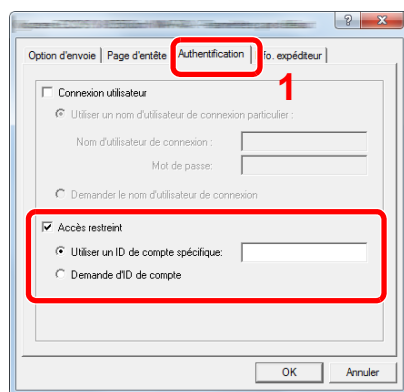 Option d'envoie Page d'entête Authentification fo. expéditeur
1
Connexion utilisateur
Utiliser un nom d'utilisateur de connexion particulier :
Nom d'utilisateur de connexion :
Mot de passe:
Demander le nom d'utilisateur de connexion
Accès restreint
Utiliser un ID de compte spécifique:
Demande d'ID de compte
OK Annuler